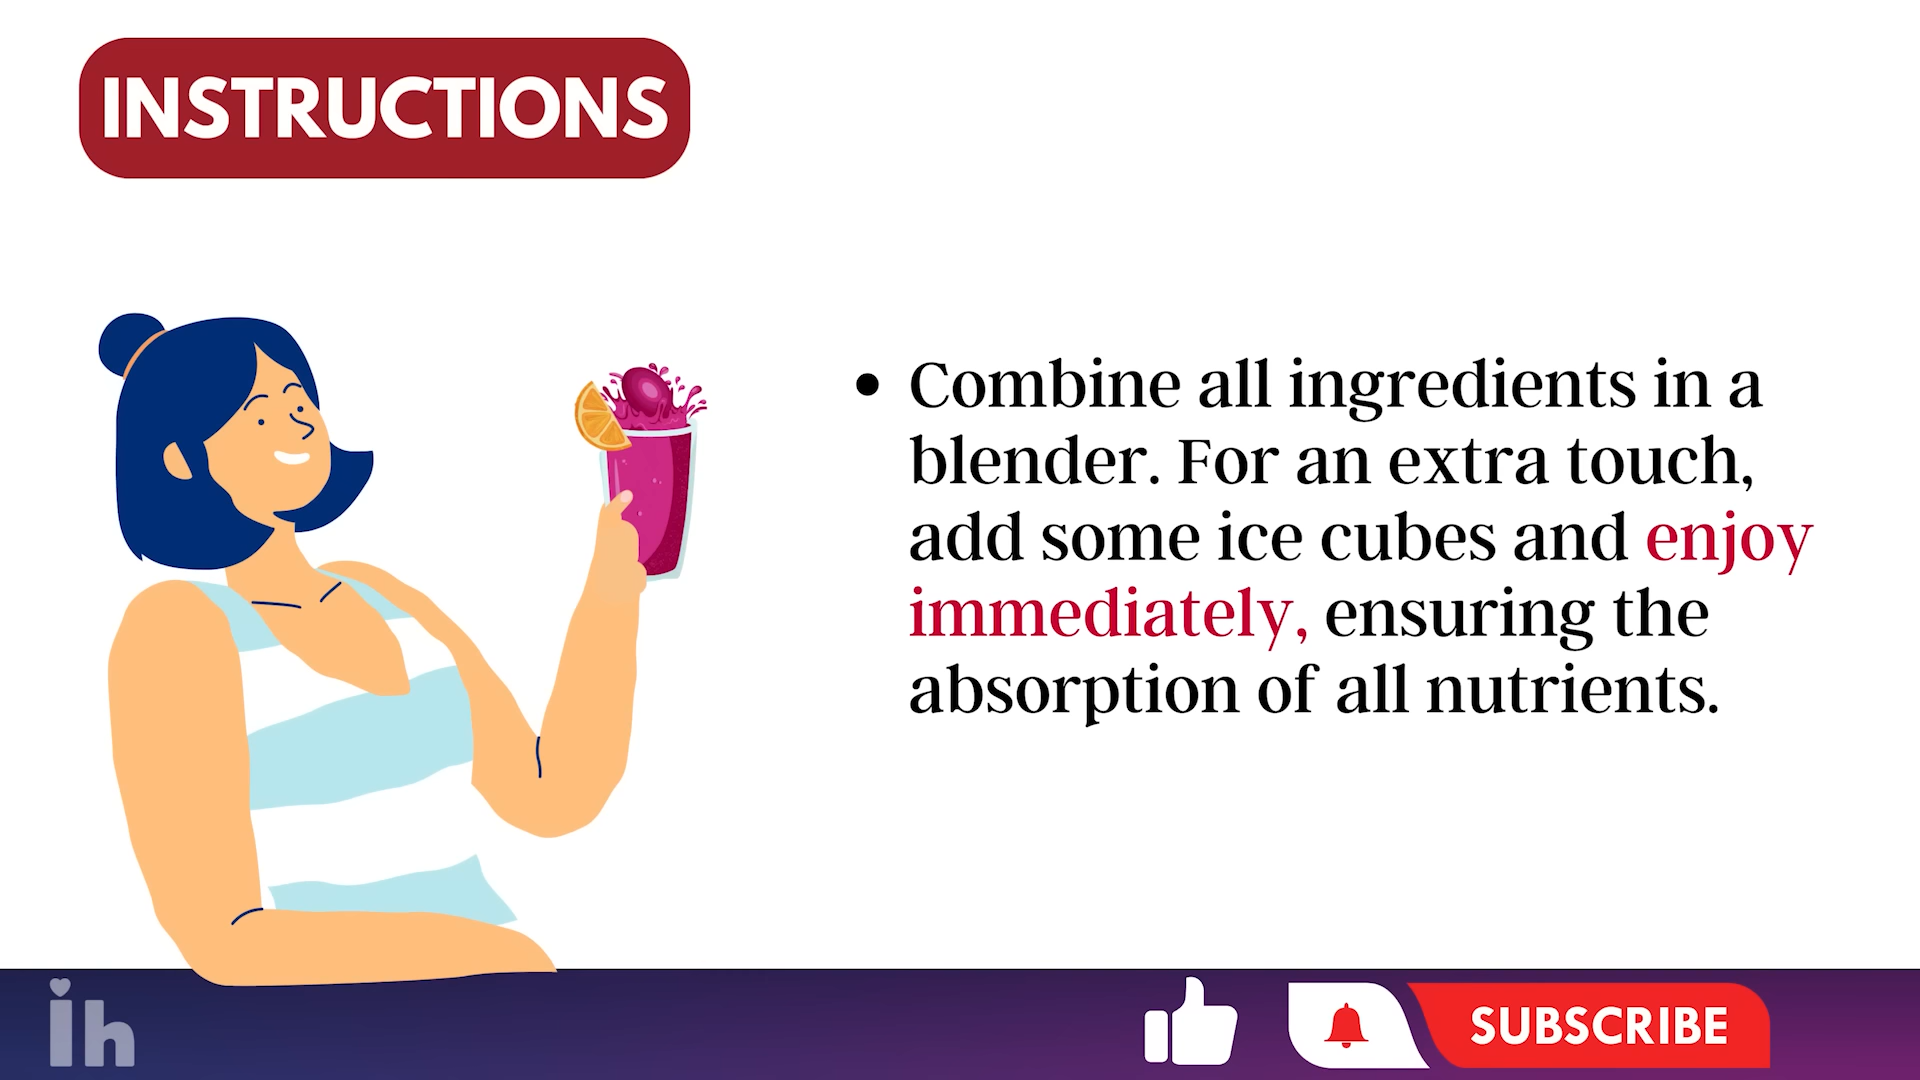 INSTRUCTIONS
• Combine all ingredients in a
blender. For an extra touch,
add some ice cubes and enjoy
immediately, ensuring the
absorption of all nutrients.
ih
SUBSCRIBE